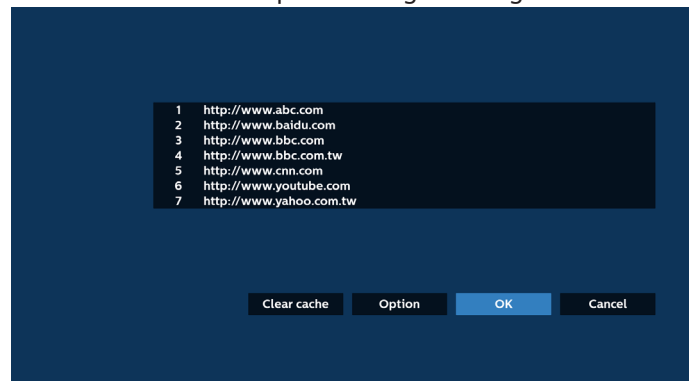 1 http://www.abc.com
2 http://www.baidu.com
3 http://www.bbc.com
4 http://www.bbc.com.tw
5 http://www.cnn.com
6 http://www.youtube.com
7 http://www.yahoo.com.tw
Clear cache Option OK Cancel